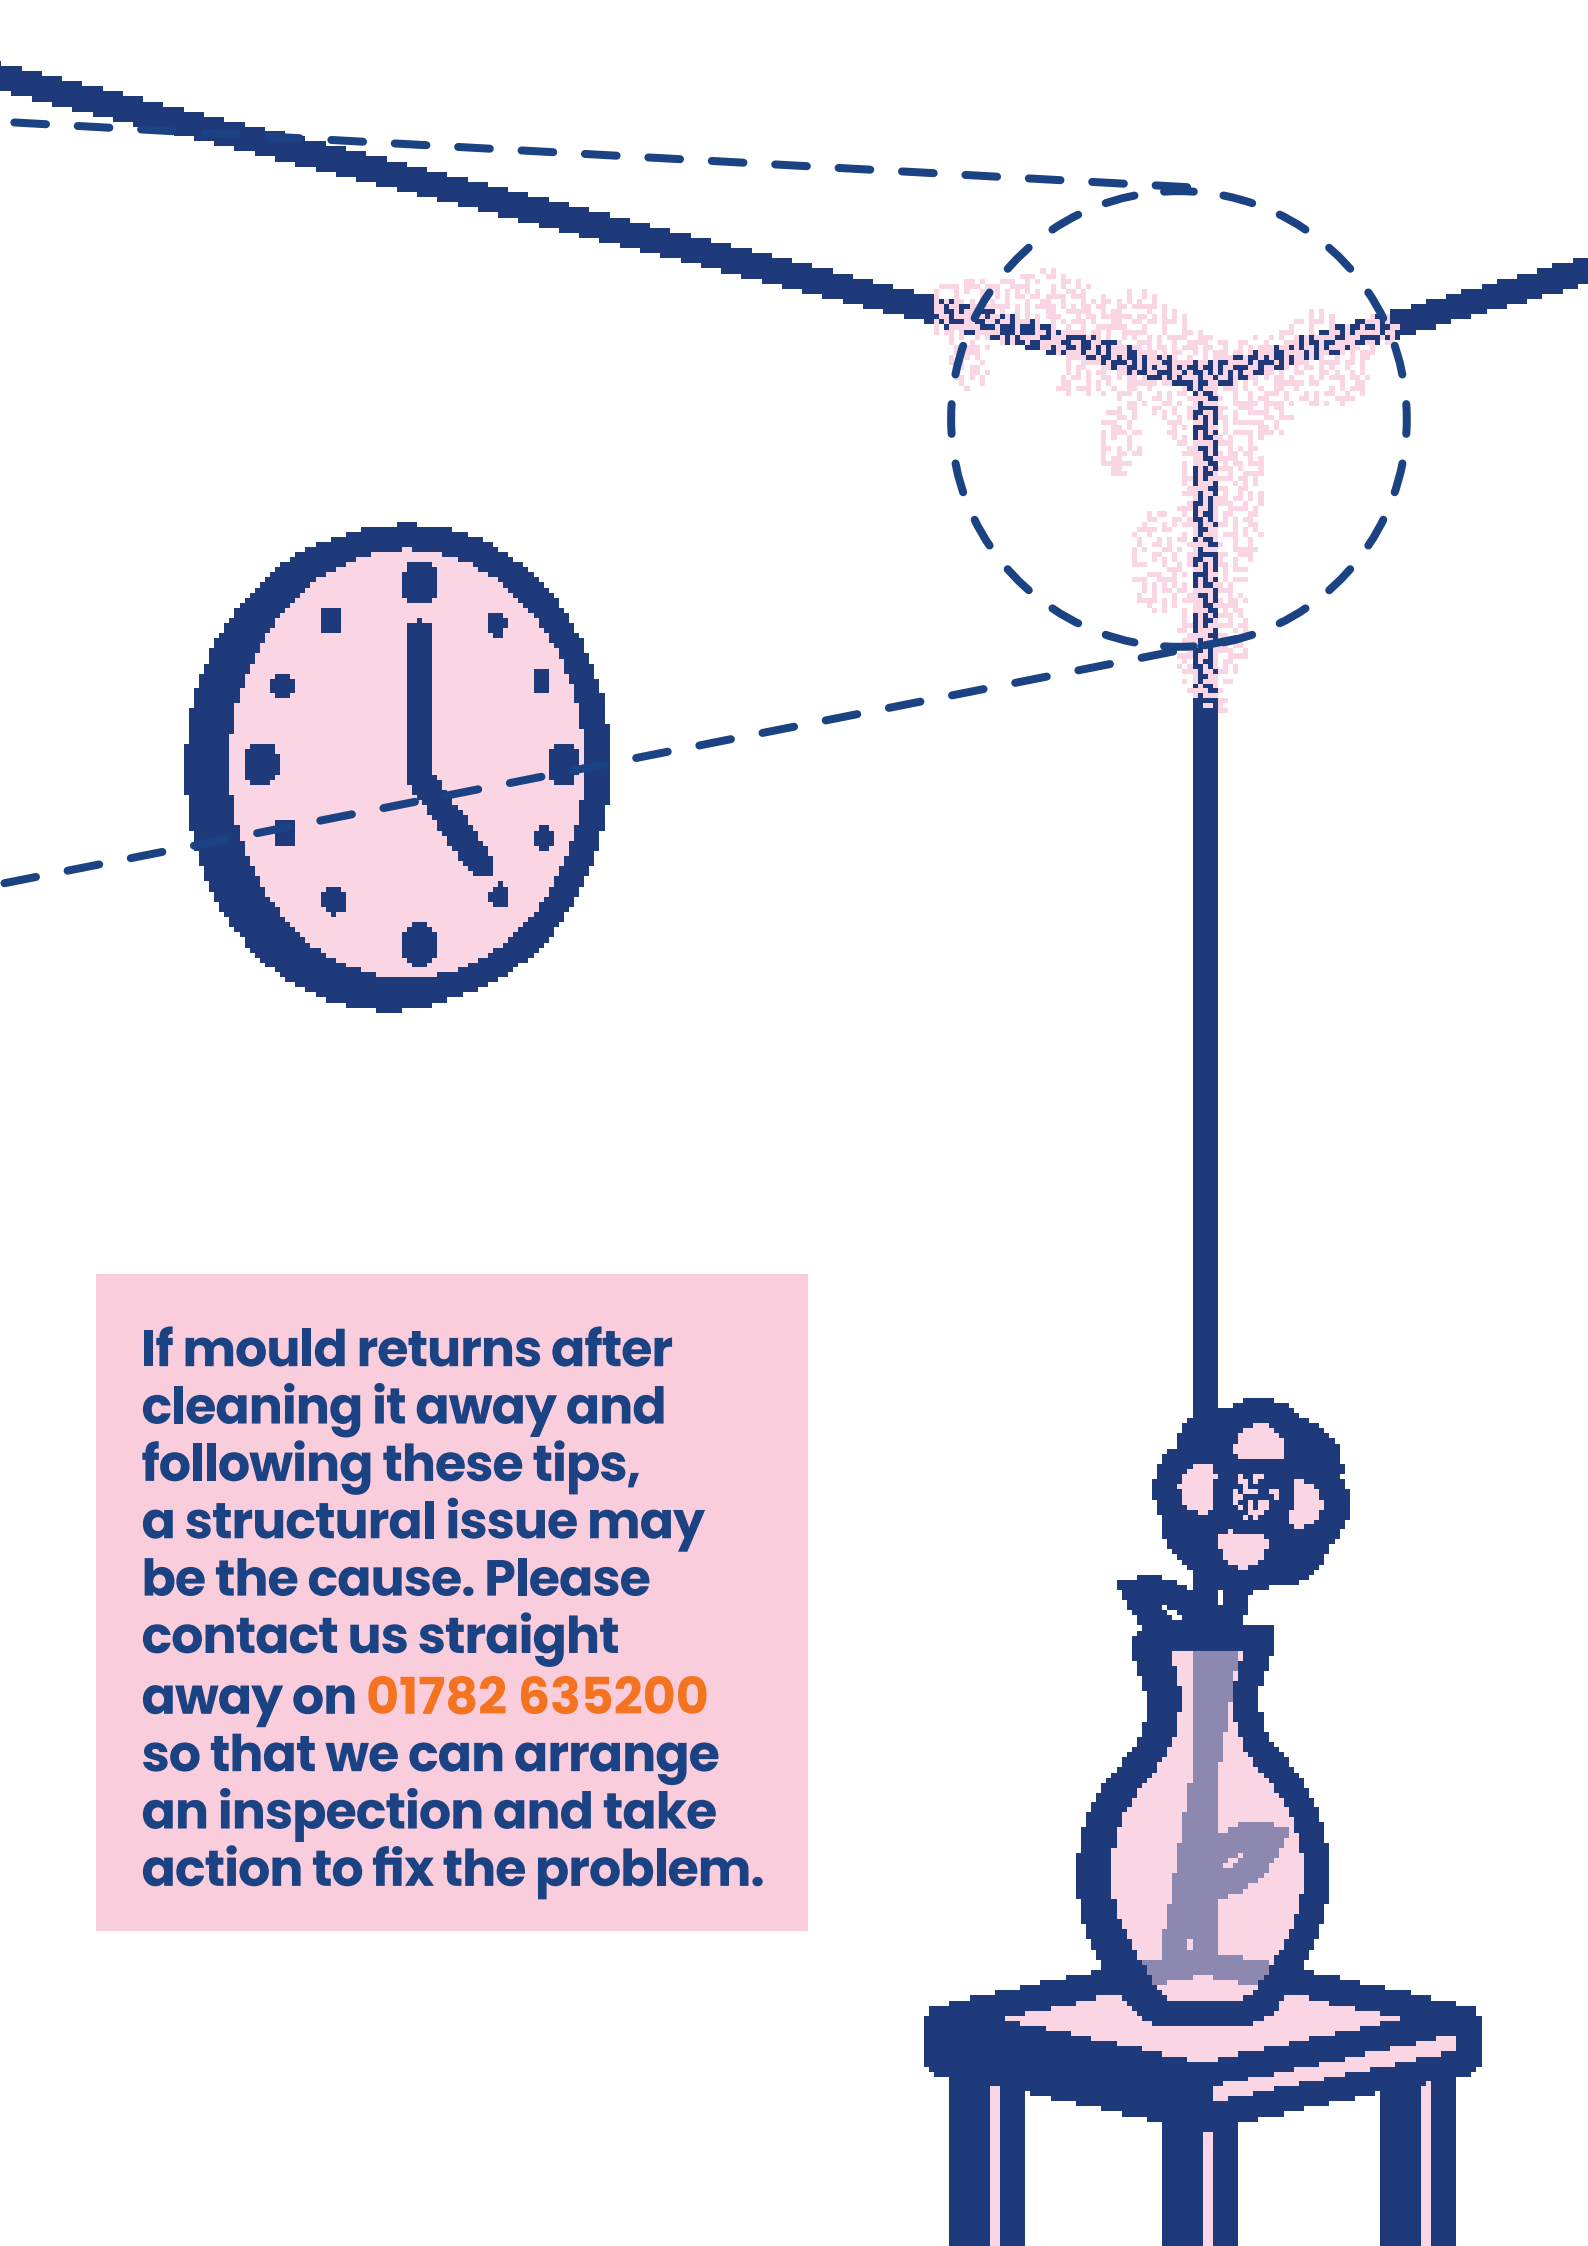 If mould returns after
cleaning it away and
following these tips,
a structural issue may
be the cause. Please
contact us straight
away on 01782 635200
so that we can arrange
an inspection and take
action to fix the problem.